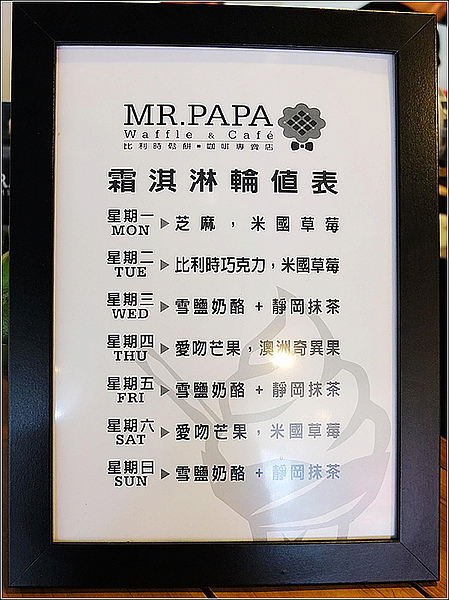 MR.PAPA
Waffle & Café
比利時鬆餅●咖啡專賣店
霜淇淋輪值表
星期一 ▶ 芝麻，米國草莓
MON
星期二 ▶ 比利時巧克力，米國草莓
TUE
星期三 ▶ 雪鹽奶酪 + 靜岡抹茶
WED
星期四 ▶ 愛吻芒果，澳洲奇異果
THU
星期五 ▶ 雪鹽奶酪 + 靜岡抹茶
FRI
星期六 ▶ 愛吻芒果，米國草莓
SAT
星期日 ▶ 雪鹽奶酪 + 靜岡抹茶
SUN